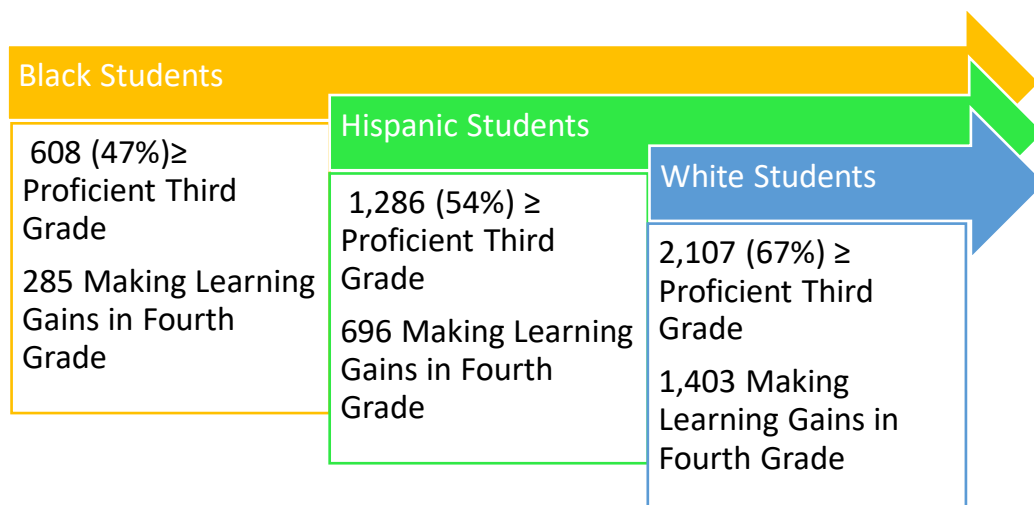 Black Students
608 (47%)≥
Proficient Third
Grade
285 Making Learning
Gains in Fourth
Grade
Hispanic Students
1,286 (54%) ≥
Proficient Third
Grade
696 Making Learning
Gains in Fourth
Grade
White Students
2,107 (67%) ≥
Proficient Third
Grade
1,403 Making
Learning Gains in
Fourth Grade